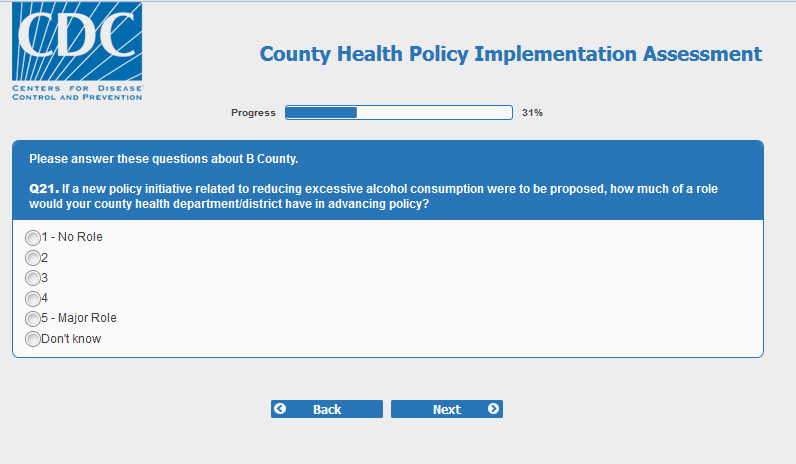 CDC
CENTERS FOR DISEASE
CONTROL AND PREVENTION
County Health Policy Implementation Assessment
Progress 31%
Please answer these questions about B County.
Q21. If a new policy initiative related to reducing excessive alcohol consumption were to be proposed, how much of a role
would your county health department/district have in advancing policy?
1 - No Role
2
3
4
5 - Major Role
Don't know
Back Next